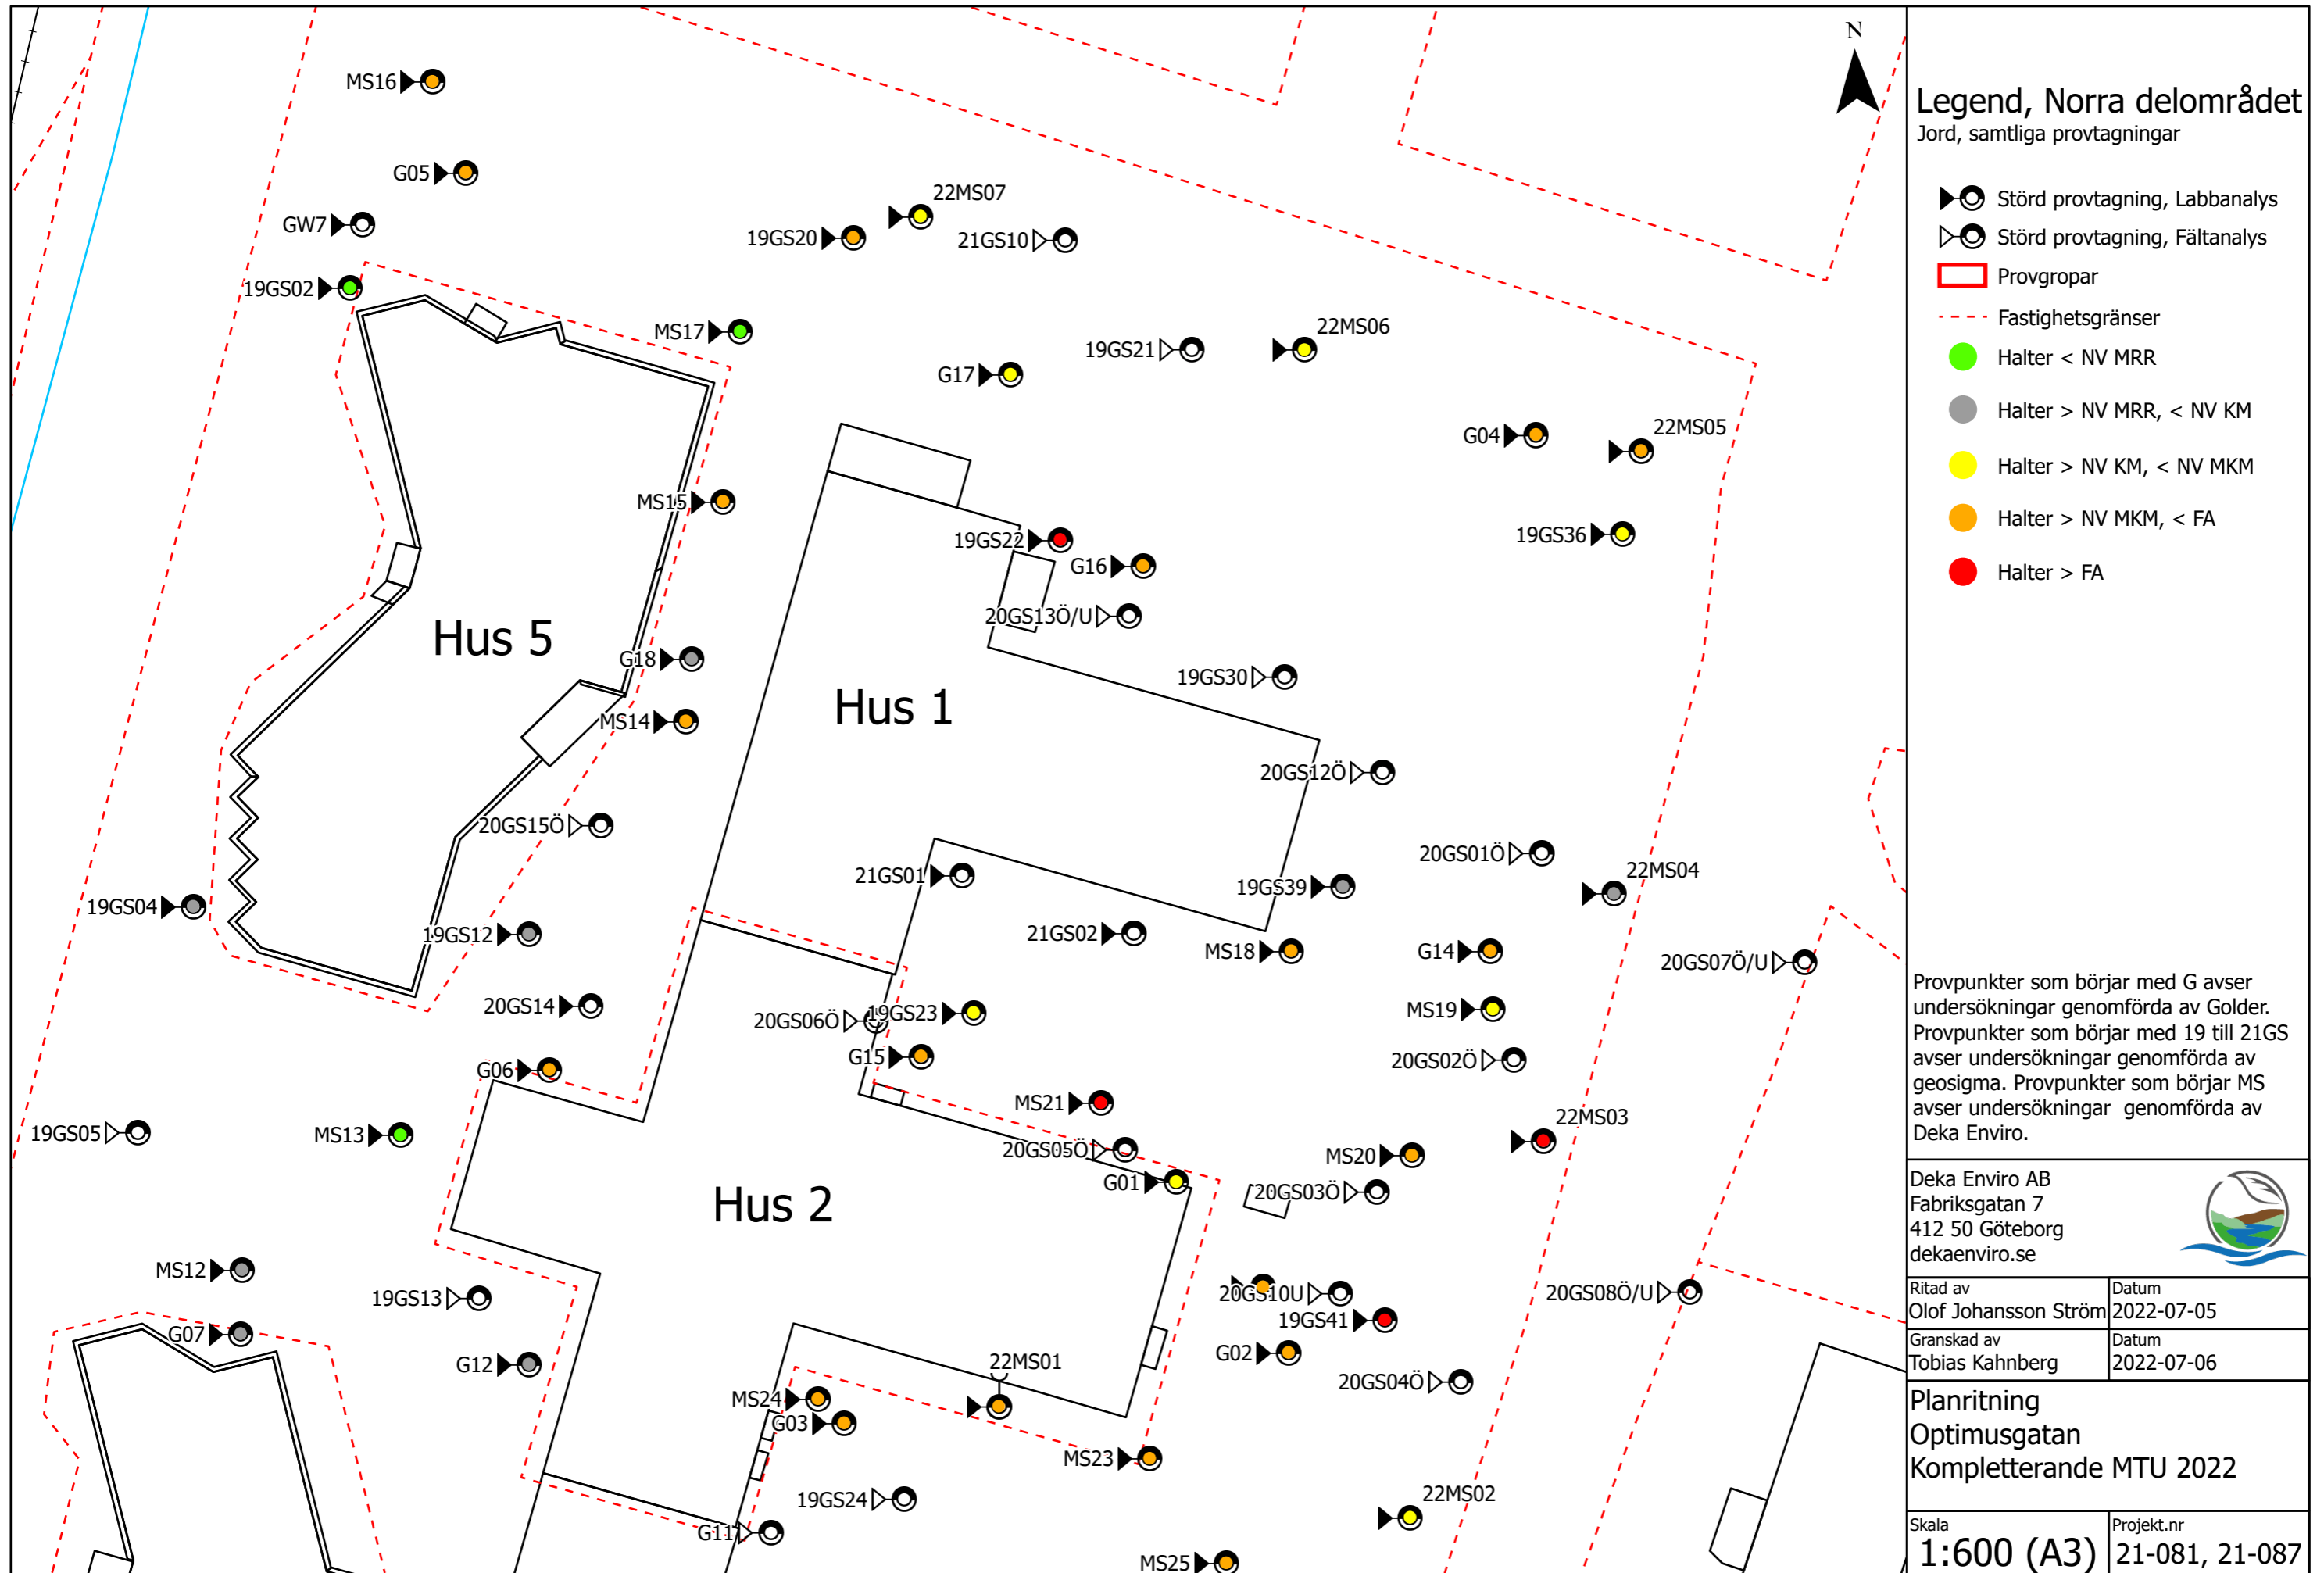 MS16
G05
GW7
22MS07
19GS20
21GS10
19GS02
MS17
19GS21
22MS06
G17
G04
22MS05
MS15
19GS22
19GS36
G16
20GS13Ö/U
Hus 5
G18
19GS30
Hus 1
MS14
20GS12Ö
20GS15Ö
20GS01Ö
21GS01
22MS04
19GS39
19GS04
19GS12
21GS02
MS18
G14
20GS07Ö/U
20GS14
20GS06Ö
19GS23
MS19
G15
20GS02Ö
G06
MS21
22MS03
19GS05
MS13
20GS05Ö
MS20
G01
20GS03Ö
Hus 2
MS12
19GS13
20GS10U
20GS08Ö/U
19GS41
G07
G12
G02
22MS01
20GS04Ö
MS24
G03
MS23
19GS24
22MS02
G11
MS25
N
Legend, Norra delområdet
Jord, samtliga provtagningar
Störd provtagning, Labbanalys
Störd provtagning, Fältanalys
Provgropar
Fastighetsgränser
Halter < NV MRR
Halter > NV MRR, < NV KM
Halter > NV KM, < NV MKM
Halter > NV MKM, < FA
Halter > FA
Provpunkter som börjar med G avser
undersökningar genomförda av Golder.
Provpunkter som börjar med 19 till 21GS
avser undersökningar genomförda av
geosigma. Provpunkter som börjar MS
avser undersökningar genomförda av
Deka Enviro.
Deka Enviro AB
Fabriksgatan 7
412 50 Göteborg
dekaenviro.se
Ritad av
Olof Johansson Ström
Datum
2022-07-05
Granskad av
Tobias Kahnberg
Datum
2022-07-06
Planritning
Optimusgatan
Kompletterande MTU 2022
Skala
1:600 (A3)
Projekt.nr
21-081, 21-087